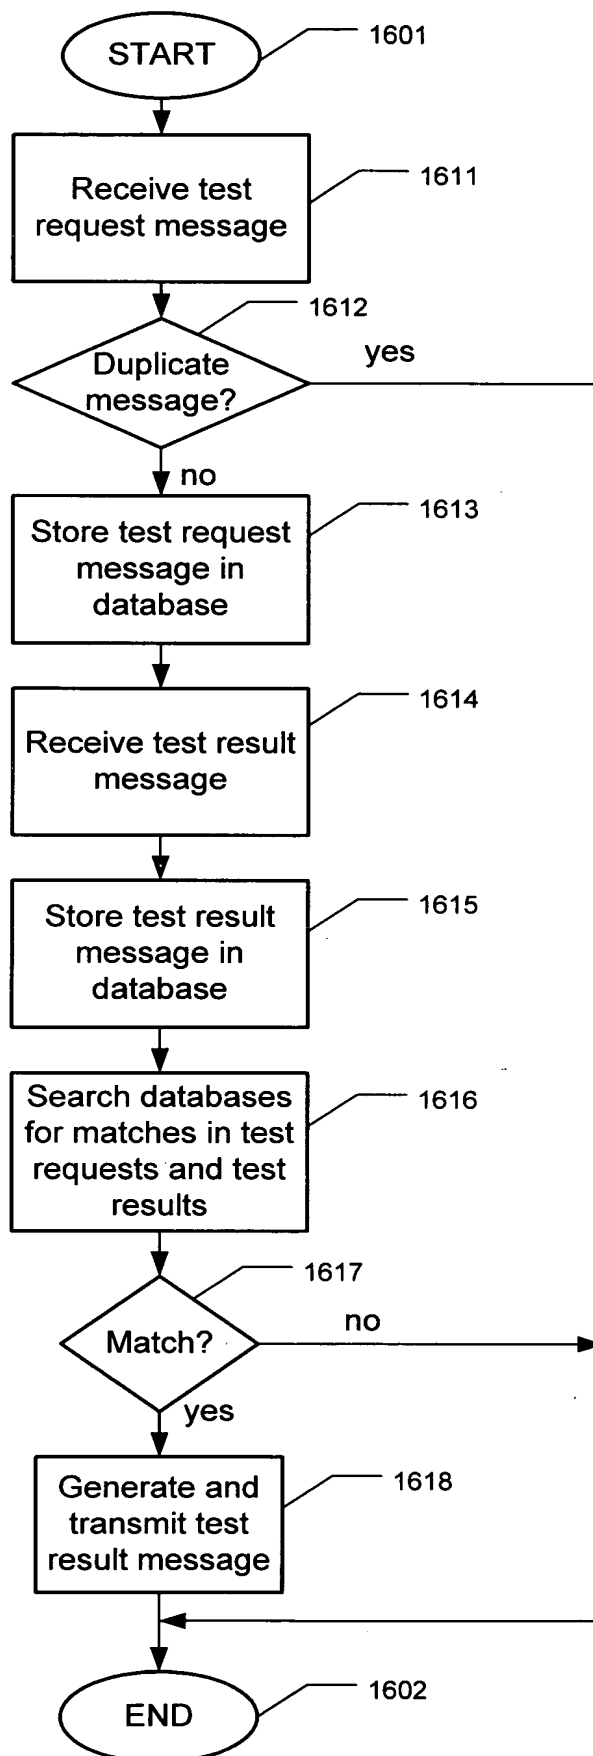 START
1601
Receive test
request message
1611
Duplicate
message?
1612
yes
no
Store test request
message in
database
1613
Receive test result
message
1614
Store test result
message in
database
1615
Search databases
for matches in test
requests and test
results
1616
Match?
1617
no
yes
Generate and
transmit test
result message
1618
END
1602